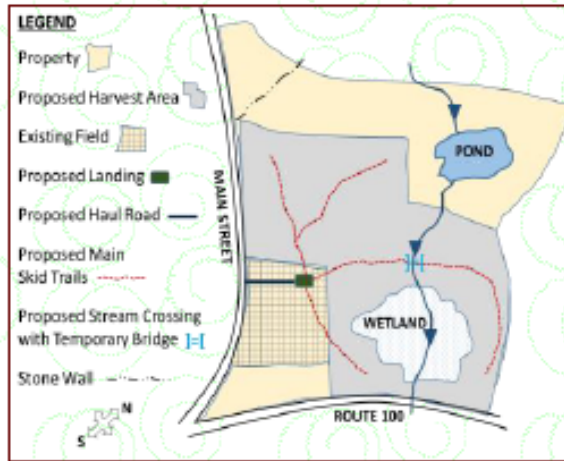 LEGEND
Property
Proposed Harvest Area
Existing Field
Proposed Landing
Proposed Haul Road
Proposed Main
Skid Trails
Proposed Stream Crossing
with Temporary Bridge
Stone Wall
N
S
MAIN STREET
POND
WETLAND
ROUTE 100